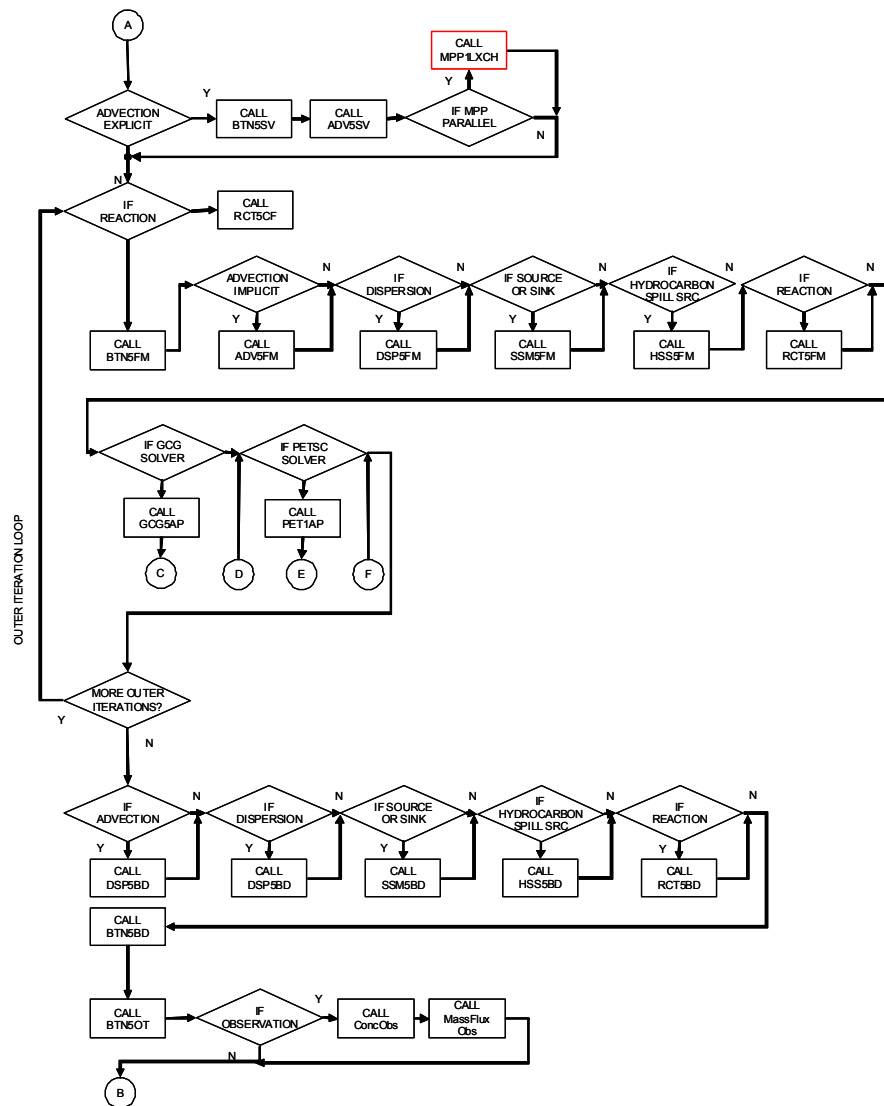 A
CALL
MPP1LXCH
Y
ADVECTION
EXPLICIT
Y
CALL
BTN5SV
CALL
ADV5SV
IF MPP
PARALLEL
N
N
IF
REACTION
CALL
RCT5CF
ADVECTION
IMPLICIT
N
IF
DISPERSION
N
IF SOURCE
OR SINK
N
IF
HYDROCARBON
SPILL SRC
N
IF
REACTION
N
Y
Y
Y
Y
Y
CALL
BTN5FM
CALL
ADV5FM
CALL
DSP5FM
CALL
SSM5FM
CALL
HSS5FM
CALL
RCT5FM
IF GCG
SOLVER
IF PETSC
SOLVER
CALL
GCG5AP
CALL
PET1AP
C
D
E
F
OUTER ITERATION LOOP
MORE OUTER
ITERATIONS?
Y
N
IF
ADVECTION
N
IF
DISPERSION
N
IF SOURCE
OR SINK
N
IF
HYDROCARBON
SPILL SRC
N
IF
REACTION
N
Y
Y
Y
Y
Y
CALL
DSP5BD
CALL
DSP5BD
CALL
SSM5BD
CALL
HSS5BD
CALL
RCT5BD
CALL
BTN5BD
CALL
BTN5OT
IF
OBSERVATION
Y
CALL
ConcObs
CALL
MassFlux
Obs
N
B